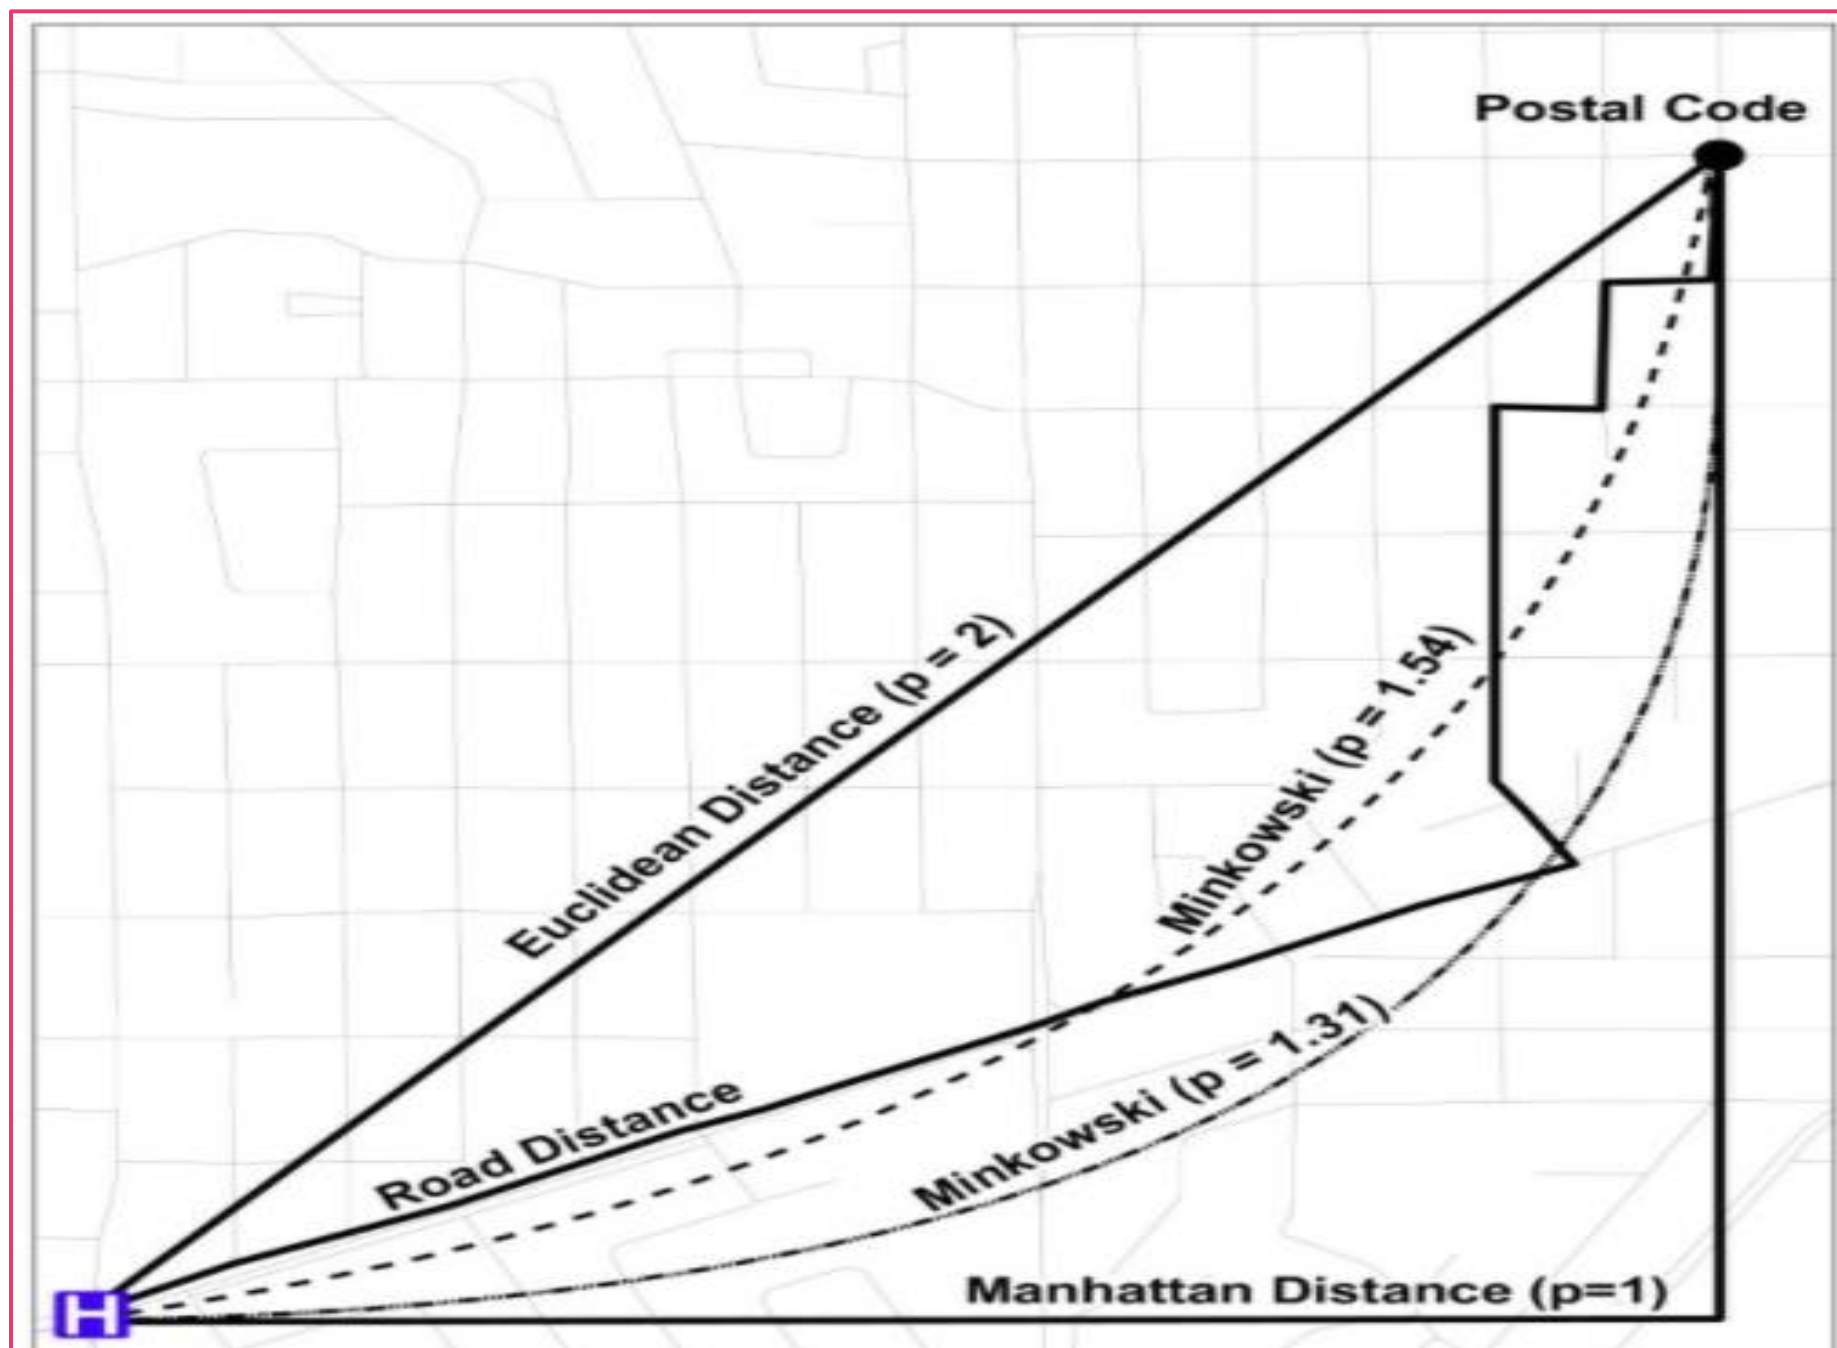 Postal Code
Euclidean Distance (p = 2)
Minkowski (p = 1.54)
Road Distance
Minkowski (p = 1.31)
Manhattan Distance (p=1)
H